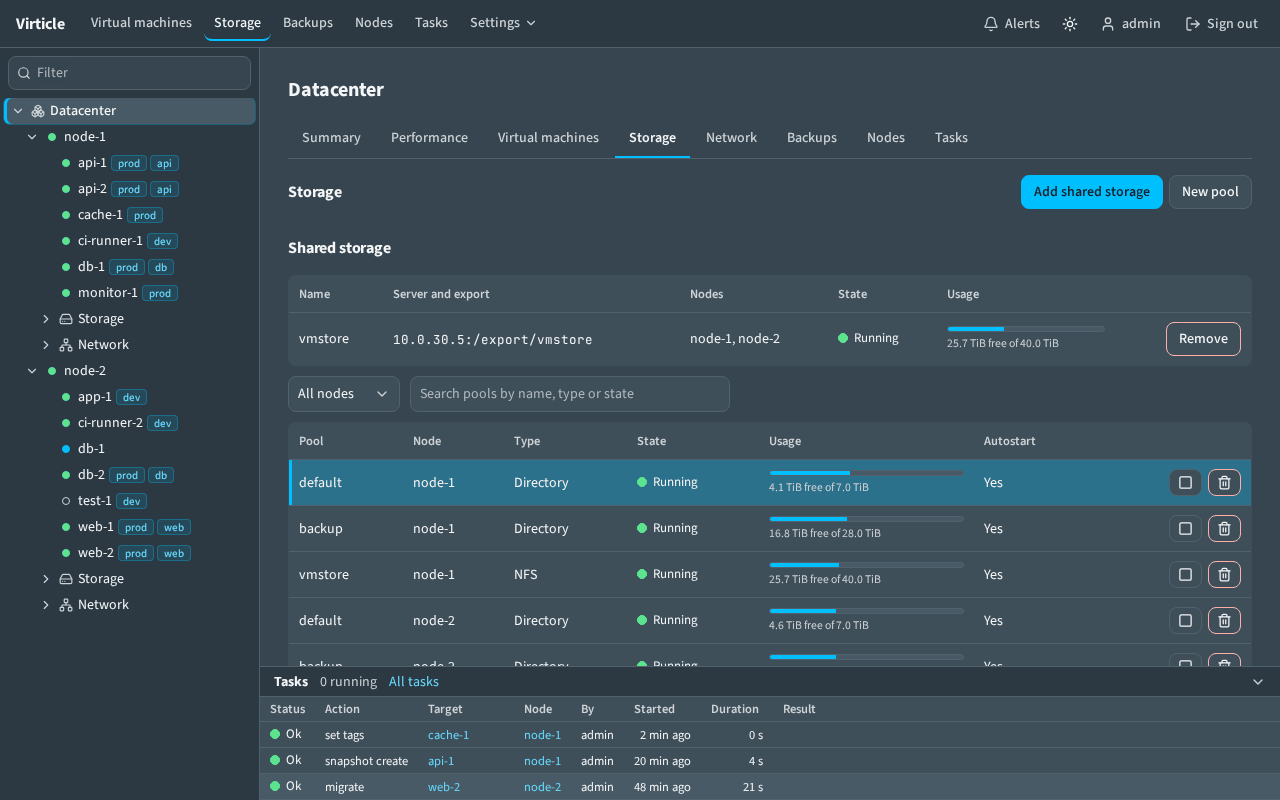 Virticle Virtual machines Storage Backups Nodes Tasks Settings Alerts admin Sign out
Filter
Datacenter
node-1
api-1 prod api
api-2 prod api
cache-1 prod
ci-runner-1 dev
db-1 prod db
monitor-1 prod
Storage
Network
node-2
app-1 dev
ci-runner-2 dev
db-1
db-2 prod db
test-1 dev
web-1 prod web
web-2 prod web
Storage
Network
Datacenter
Summary Performance Virtual machines Storage Network Backups Nodes Tasks
Storage Add shared storage New pool
Shared storage
Name Server and export Nodes State Usage
vmstore 10.0.30.5:/export/vmstore node-1, node-2 Running 25.7 TiB free of 40.0 TiB Remove
All nodes Search pools by name, type or state
Pool Node Type State Usage Autostart
default node-1 Directory Running 4.1 TiB free of 7.0 TiB Yes
backup node-1 Directory Running 16.8 TiB free of 28.0 TiB Yes
vmstore node-1 NFS Running 25.7 TiB free of 40.0 TiB Yes
default node-2 Directory Running 4.6 TiB free of 7.0 TiB Yes
backup node-2 Directory Running Yes
Tasks 0 running All tasks
Status Action Target Node By Started Duration Result
Ok set tags cache-1 node-1 admin 2 min ago 0 s
Ok snapshot create api-1 node-1 admin 20 min ago 4 s
Ok migrate web-2 node-2 admin 48 min ago 21 s